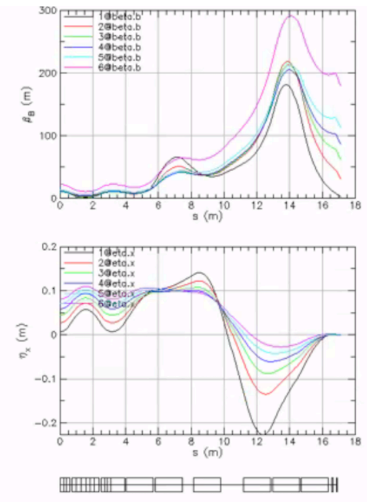 300
200
100
0
β_B (m)
1@beta.b
2@beta.b
3@beta.b
4@beta.b
5@beta.b
6@beta.b
0 2 4 6 8 10 12 14 16 18
s (m)
0.2
0.1
0
−0.1
−0.2
η_x
1@eta.x
2@eta.x
3@eta.x
4@eta.x
5@eta.x
6@eta.x
0 2 4 6 8 10 12 14 16 18
s (m)